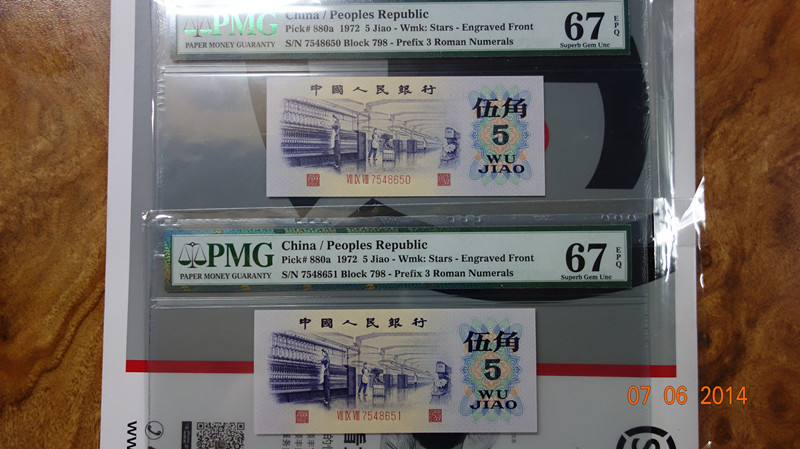 PMG
PAPER MONEY GUARANTY
China / Peoples Republic
Pick# 880a 1972 5 Jiao - Wmk: Stars - Engraved Front
S/N 7548650 Block 798 - Prefix 3 Roman Numerals
67
EPQ
Superb Gem Unc
中國人民銀行
伍角
5
WU
JIAO
VII IX VIII 7548650
PMG
PAPER MONEY GUARANTY
China / Peoples Republic
Pick# 880a 1972 5 Jiao - Wmk: Stars - Engraved Front
S/N 7548651 Block 798 - Prefix 3 Roman Numerals
67
EPQ
Superb Gem Unc
中國人民銀行
伍角
5
WU
JIAO
VII IX VIII 7548651
07 06 2014